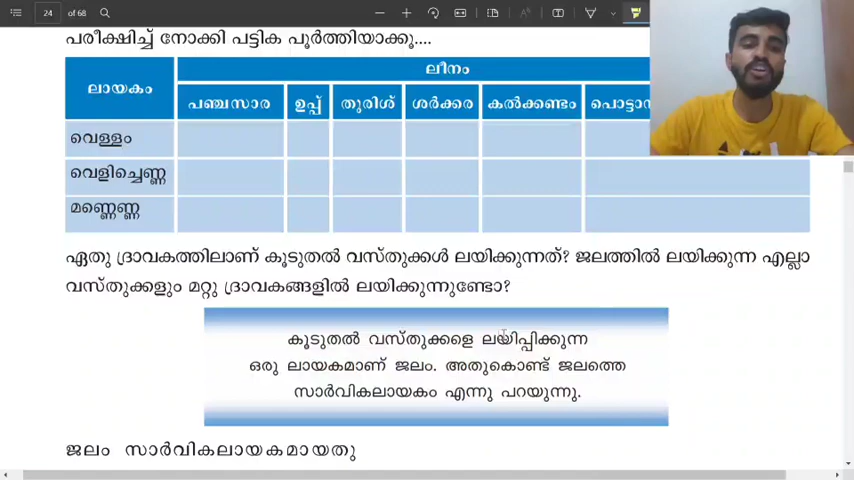 24 of 68
പരീക്ഷിച്ച് നോക്കി പട്ടിക പൂർത്തിയാക്കൂ....
ലീനം
ലായകം
പഞ്ചസാര ഉപ്പ് തുരിശ് ശർക്കര കൽക്കണ്ടം
വെള്ളം
വെളിച്ചെണ്ണ
മണ്ണെണ്ണ
ഏതു ദ്രാവകത്തിലാണ് കൂടുതൽ വസ്തുക്കൾ ലയിക്കുന്നത്? ജലത്തിൽ ലയിക്കുന്ന എല്ലാ
വസ്തുക്കളും മറ്റു ദ്രാവകങ്ങളിൽ ലയിക്കുന്നുണ്ടോ?
കൂടുതൽ വസ്തുക്കളെ ലയിപ്പിക്കുന്ന
ഒരു ലായകമാണ് ജലം. അതുകൊണ്ട് ജലത്തെ
സാർവികലായകം എന്നു പറയുന്നു.
ജലം സാർവികലായകമായതു